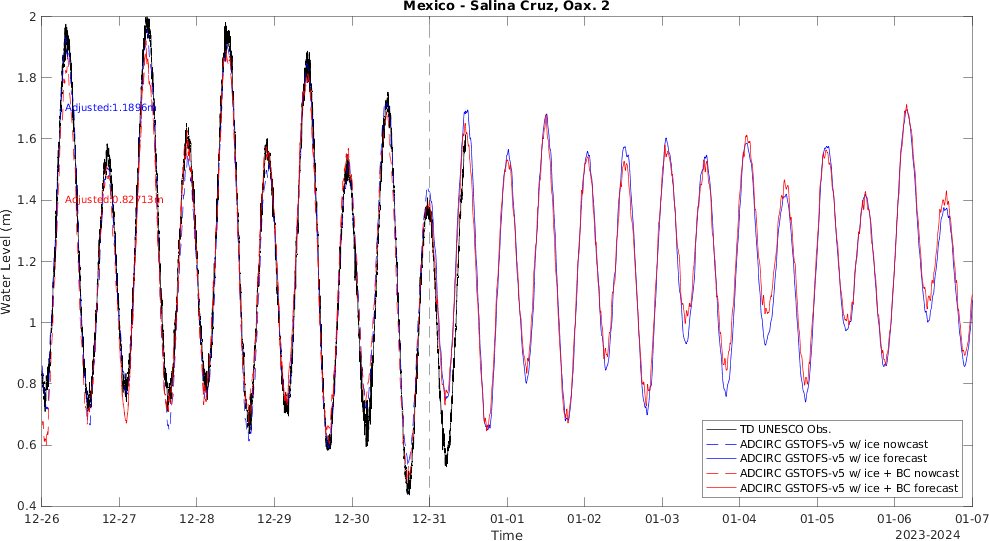 Mexico - Salina Cruz, Oax. 2
Water Level (m)
2
1.8
1.6
1.4
1.2
1
0.8
0.6
0.4
Adjusted:1.1896m
Adjusted:0.82713m
TD UNESCO Obs.
ADCIRC GSTOFS-v5 w/ ice nowcast
ADCIRC GSTOFS-v5 w/ ice forecast
ADCIRC GSTOFS-v5 w/ ice + BC nowcast
ADCIRC GSTOFS-v5 w/ ice + BC forecast
12-26 12-27 12-28 12-29 12-30 12-31 01-01 01-02 01-03 01-04 01-05 01-06 01-07
Time
2023-2024